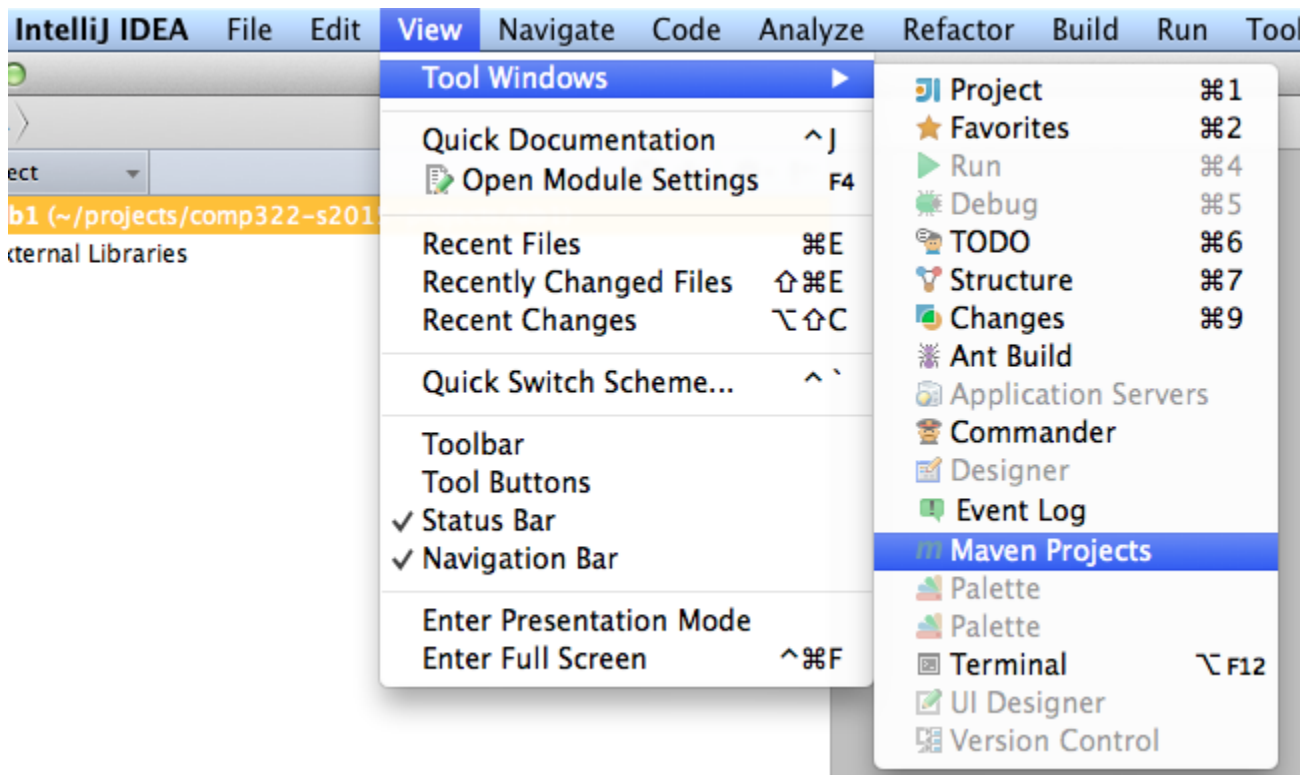 IntelliJ IDEA File Edit View Navigate Code Analyze Refactor Build Run Tool
ect
b1 (~/projects/comp322-s201
xternal Libraries
Tool Windows ▶
Quick Documentation ^J
Open Module Settings F4
Recent Files ⌘E
Recently Changed Files ⇧⌘E
Recent Changes ⌥⇧C
Quick Switch Scheme... ^`
Toolbar
Tool Buttons
✓ Status Bar
✓ Navigation Bar
Enter Presentation Mode
Enter Full Screen ^⌘F
Project ⌘1
Favorites ⌘2
Run ⌘4
Debug ⌘5
TODO ⌘6
Structure ⌘7
Changes ⌘9
Ant Build
Application Servers
Commander
Designer
Event Log
Maven Projects
Palette
Palette
Terminal ⌥F12
UI Designer
Version Control